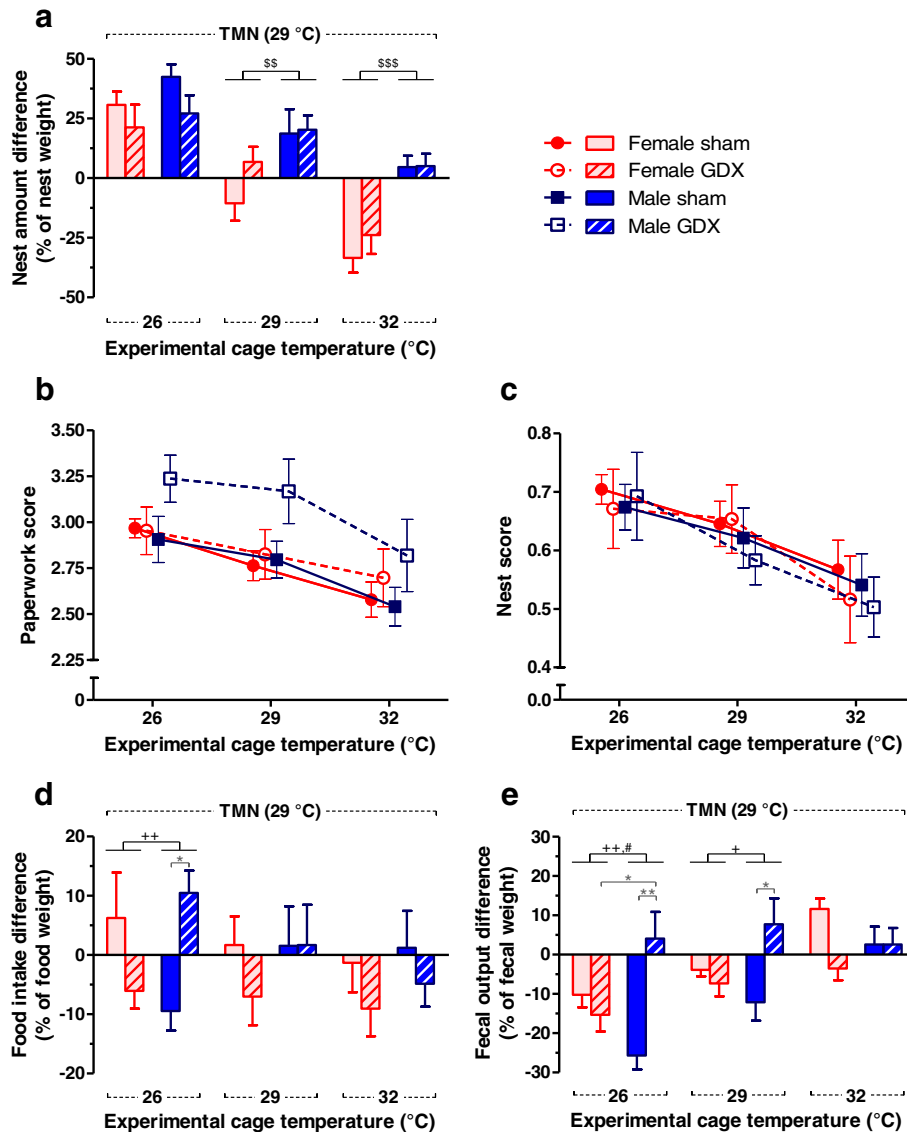 a
TMN (29 °C)
Nest amount difference
(% of nest weight)
50
25
0
-25
-50
$$
$$$
26
29
32
Experimental cage temperature (°C)
Female sham
Female GDX
Male sham
Male GDX
b
Paperwork score
3.50
3.25
3.00
2.75
2.50
2.25
0
26
29
32
Experimental cage temperature (°C)
c
Nest score
0.8
0.7
0.6
0.5
0.4
0.0
26
29
32
Experimental cage temperature (°C)
d
TMN (29 °C)
Food intake difference
(% of food weight)
20
10
0
-10
-20
++
*
26
29
32
Experimental cage temperature (°C)
e
TMN (29 °C)
Fecal output difference
(% of fecal weight)
30
20
10
0
-10
-20
-30
++,#
*
**
+
*
26
29
32
Experimental cage temperature (°C)